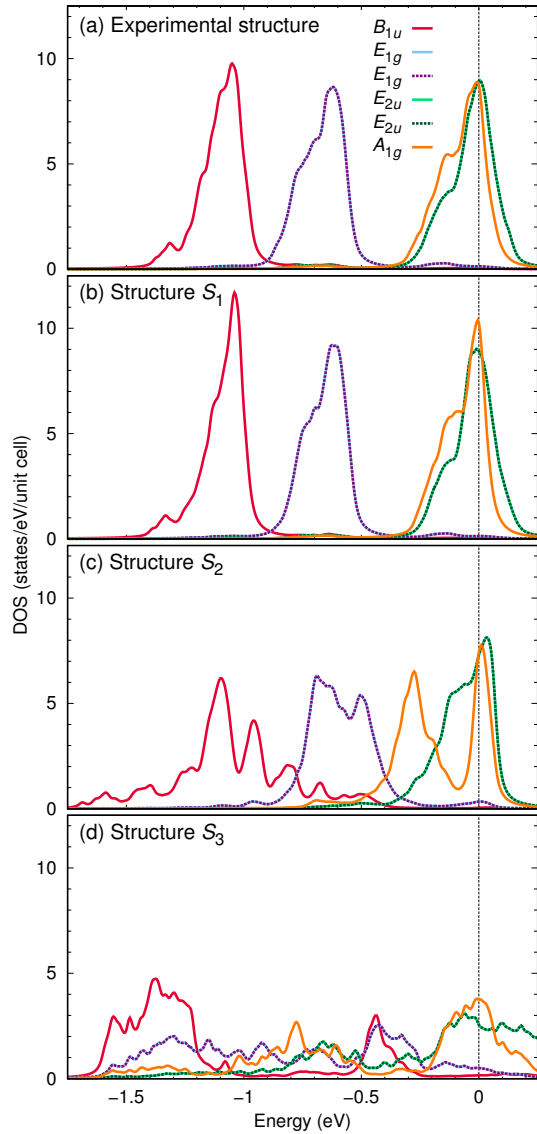 (a) Experimental structure
B1u
E1g
E1g
E2u
E2u
A1g
10
5
0
(b) Structure S1
10
5
0
(c) Structure S2
10
5
0
(d) Structure S3
10
5
0
−1.5 −1 −0.5 0
Energy (eV)
DOS (states/eV/unit cell)